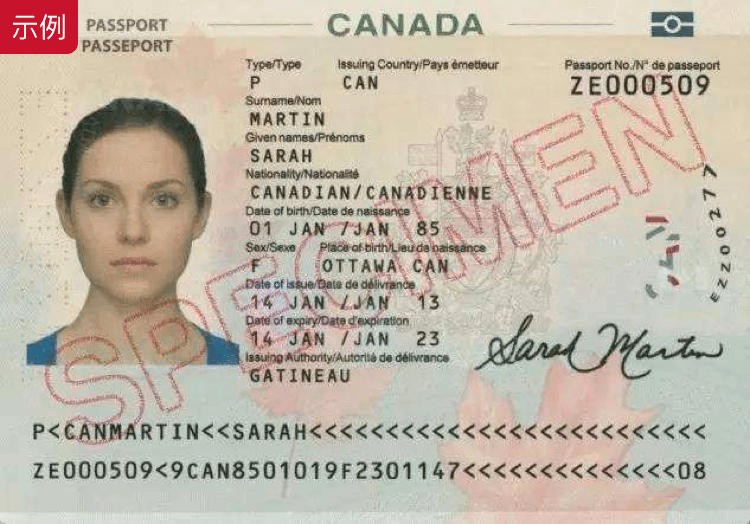 示例
PASSPORT
PASSEPORT
CANADA
Type/Type Issuing Country/Pays émetteur Passport No./N° de passeport
P CAN ZE000509
Surname/Nom
MARTIN
Given names/Prénoms
SARAH
Nationality/Nationalité
CANADIAN/CANADIENNE
Date of birth/Date de naissance
01 JAN /JAN 85
Sex/Sexe Place of birth/Lieu de naissance
F OTTAWA CAN
Date of issue/Date de délivrance
14 JAN /JAN 13
Date of expiry/Date d'expiration
14 JAN /JAN 23
Issuing Authority/Autorité de délivrance
GATINEAU
SPECIMEN
EZZ00277
Sarah Martin
P<CANMARTIN<<SARAH<<<<<<<<<<<<<<<<<<<<<<<<<<
ZE000509<9CAN8501019F2301147<<<<<<<<<<<<<<08